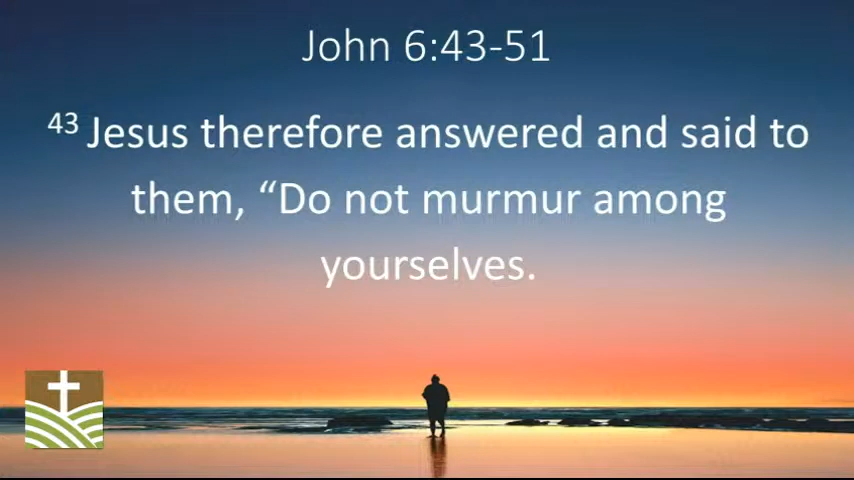 John 6:43-51
43 Jesus therefore answered and said to
them, “Do not murmur among
yourselves.